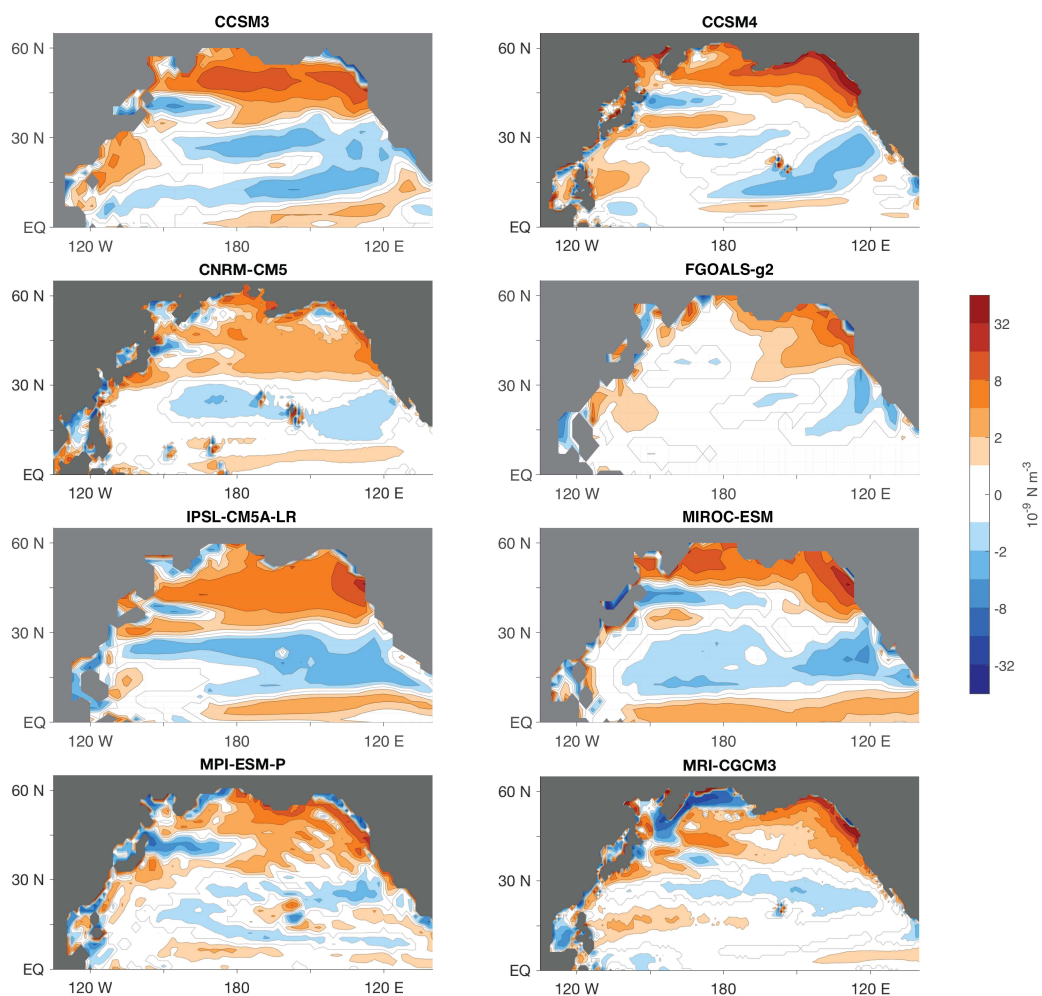 CCSM3
CCSM4
60 N
30 N
EQ
120 W 180 120 E
60 N
30 N
EQ
120 W 180 120 E
CNRM-CM5
FGOALS-g2
60 N
30 N
EQ
120 W 180 120 E
60 N
30 N
EQ
120 W 180 120 E
IPSL-CM5A-LR
MIROC-ESM
60 N
30 N
EQ
120 W 180 120 E
60 N
30 N
EQ
120 W 180 120 E
MPI-ESM-P
MRI-CGCM3
60 N
30 N
EQ
120 W 180 120 E
60 N
30 N
EQ
120 W 180 120 E
32
8
2
0
-2
-8
-32
10⁻⁹ N m⁻³